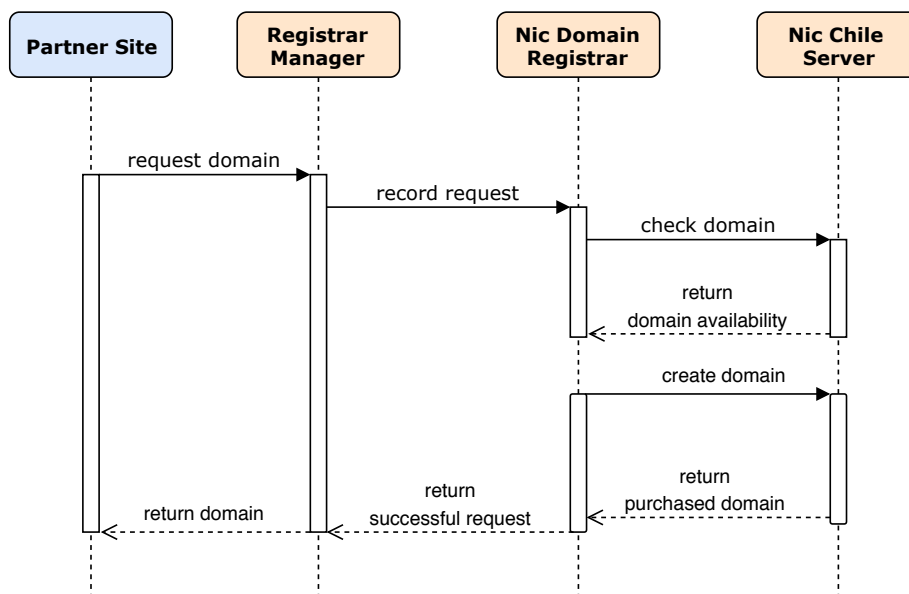 Partner Site
Registrar
Manager
Nic Domain
Registrar
Nic Chile
Server
request domain
record request
check domain
return
domain availability
create domain
return
purchased domain
return
successful request
return domain